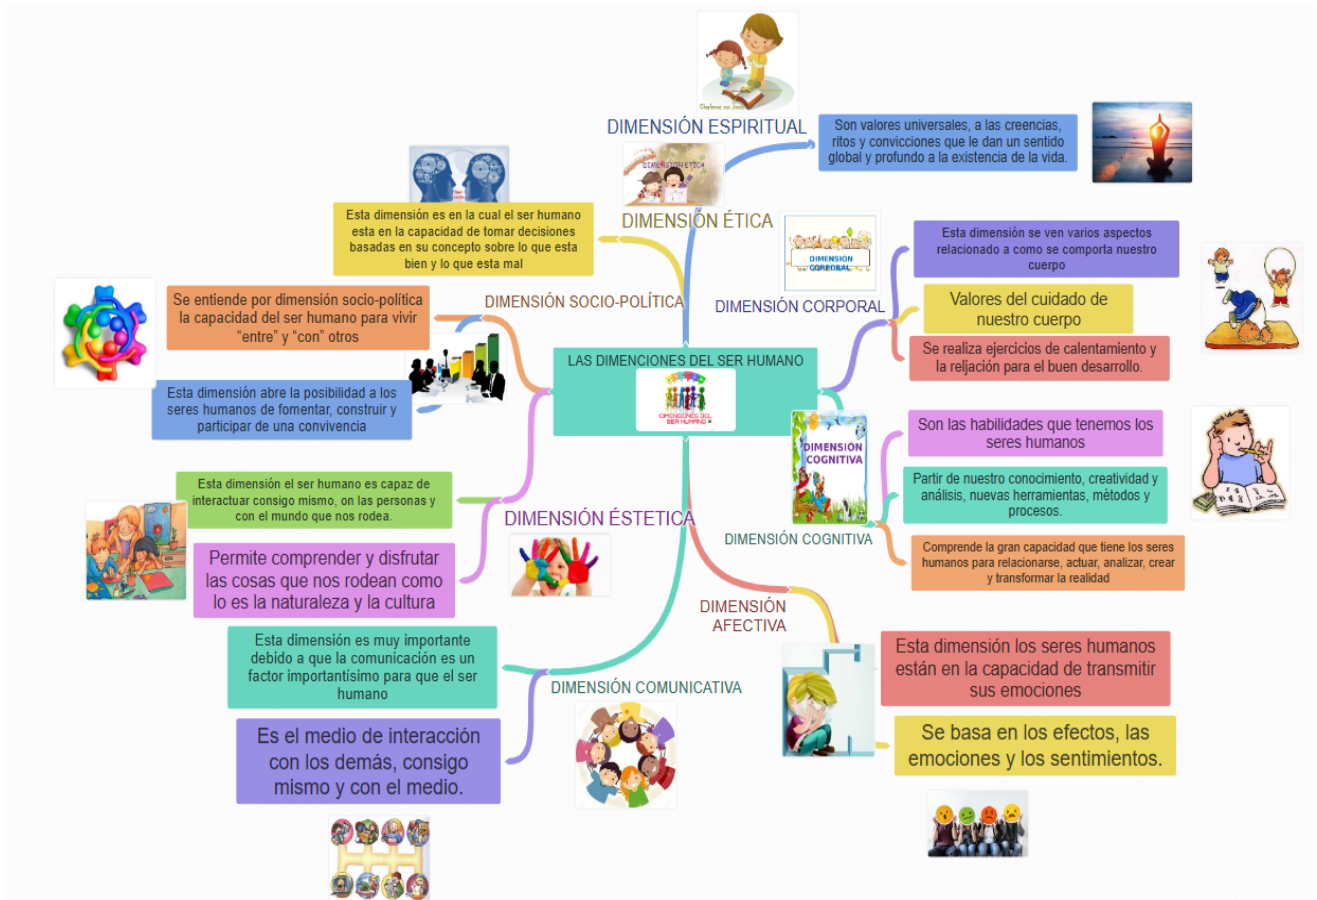 Chiquilines con Jesús
DIMENSIÓN ESPIRITUAL
Son valores universales, a las creencias,
ritos y convicciones que le dan un sentido
global y profundo a la existencia de la vida.
DIMENSION ETICA
DIMENSIÓN ÉTICA
Esta dimensión es en la cual el ser humano
esta en la capacidad de tomar decisiones
basadas en su concepto sobre lo que esta
bien y lo que esta mal
DIMENSIÓN SOCIO-POLÍTICA
Se entiende por dimensión socio-política
la capacidad del ser humano para vivir
“entre” y “con” otros
Esta dimensión abre la posibilidad a los
seres humanos de fomentar, construir y
participar de una convivencia
DIMENSIÓN
CORPORAL
DIMENSIÓN CORPORAL
Esta dimensión se ven varios aspectos
relacionado a como se comporta nuestro
cuerpo
Valores del cuidado de
nuestro cuerpo
Se realiza ejercicios de calentamiento y
la reljación para el buen desarrollo.
LAS DIMENCIONES DEL SER HUMANO
DIMENSIONES DEL
SER HUMANO
DIMENSIÓN
COGNITIVA
DIMENSIÓN COGNITIVA
Son las habilidades que tenemos los
seres humanos
Partir de nuestro conocimiento, creatividad y
análisis, nuevas herramientas, métodos y
procesos.
Comprende la gran capacidad que tiene los seres
humanos para relacionarse, actuar, analizar, crear
y transformar la realidad
Esta dimensión el ser humano es capaz de
interactuar consigo mismo, on las personas y
con el mundo que nos rodea.
DIMENSIÓN ÉSTETICA
Permite comprender y disfrutar
las cosas que nos rodean como
lo es la naturaleza y la cultura
DIMENSIÓN
AFECTIVA
Esta dimensión los seres humanos
están en la capacidad de transmitir
sus emociones
Se basa en los efectos, las
emociones y los sentimientos.
Esta dimensión es muy importante
debido a que la comunicación es un
factor importantísimo para que el ser
humano
DIMENSIÓN COMUNICATIVA
Es el medio de interacción
con los demás, consigo
mismo y con el medio.